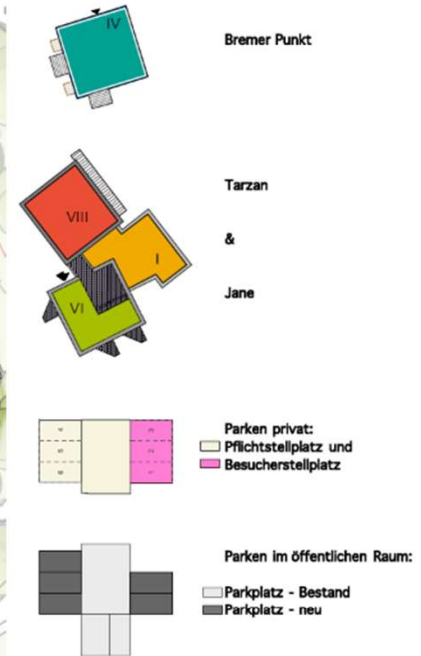 IV
Bremer Punkt
Tarzan
VIII
&
I
Jane
VI
Parken privat:
Pflichtstellplatz und
Besucherstellplatz
Parken im öffentlichen Raum:
Parkplatz - Bestand
Parkplatz - neu